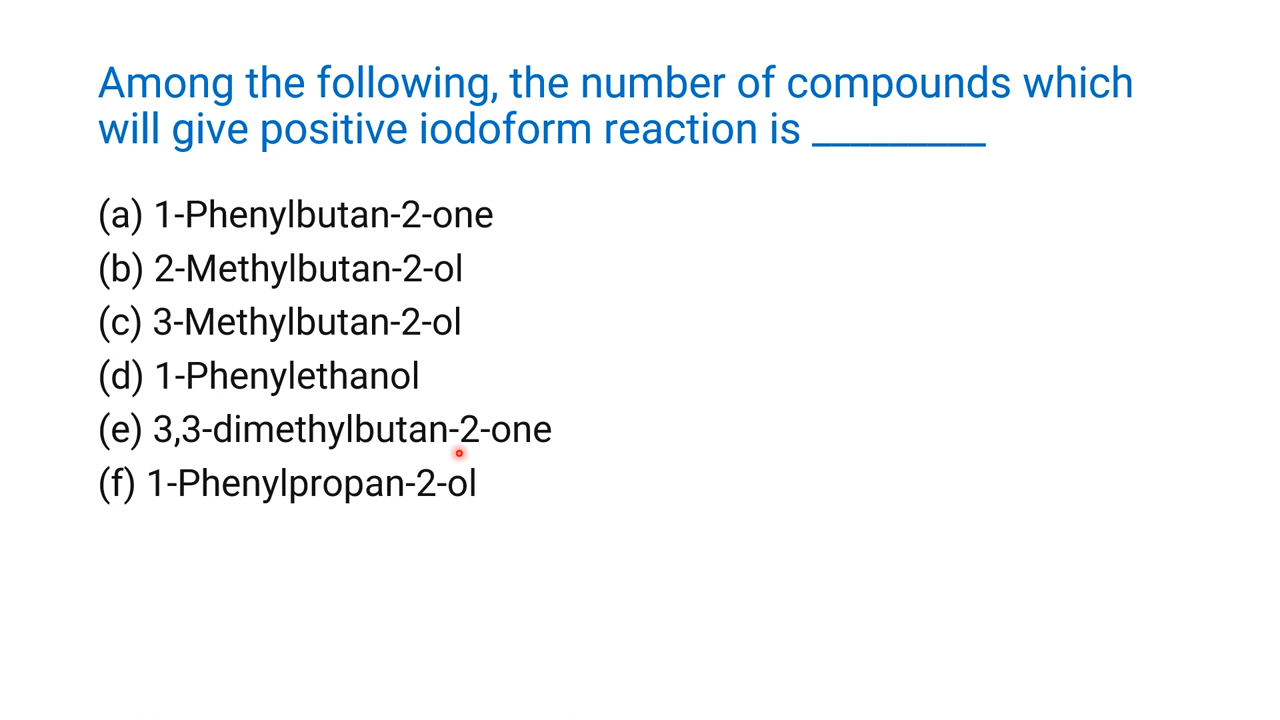 Among the following, the number of compounds which
will give positive iodoform reaction is _________
(a) 1-Phenylbutan-2-one
(b) 2-Methylbutan-2-ol
(c) 3-Methylbutan-2-ol
(d) 1-Phenylethanol
(e) 3,3-dimethylbutan-2-one
(f) 1-Phenylpropan-2-ol